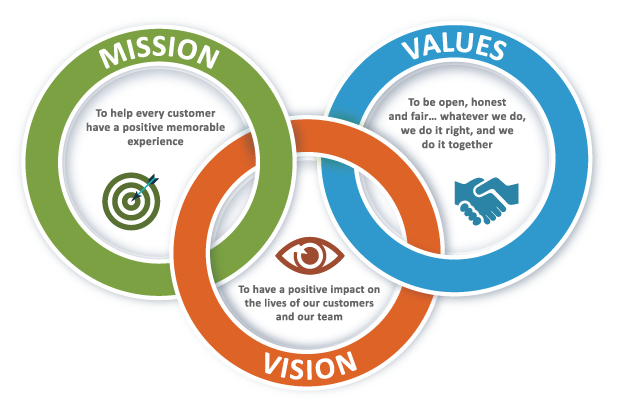 MISSION
To help every customer
have a positive memorable
experience
VALUES
To be open, honest
and fair... whatever we do,
we do it right, and we
do it together
To have a positive impact on
the lives of our customers
and our team
VISION